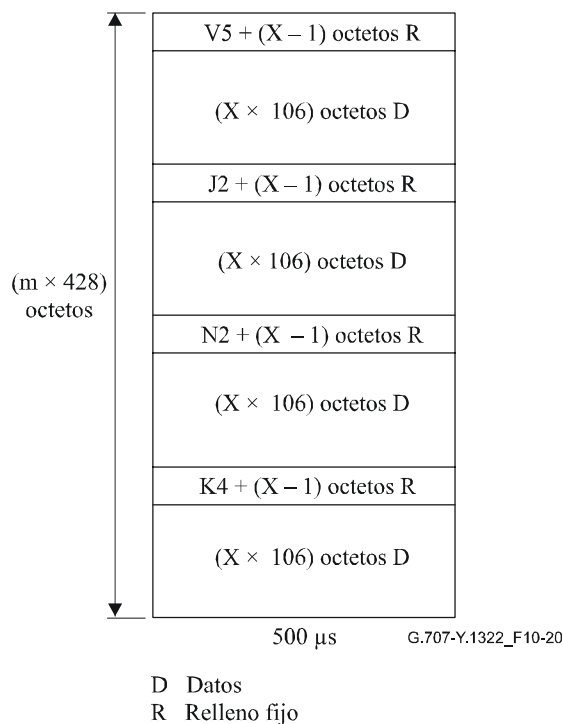 V5 + (X – 1) octetos R
(X × 106) octetos D
J2 + (X – 1) octetos R
(X × 106) octetos D
(m × 428)
octetos
N2 + (X – 1) octetos R
(X × 106) octetos D
K4 + (X – 1) octetos R
(X × 106) octetos D
500 µs
G.707-Y.1322_F10-20
D Datos
R Relleno fijo